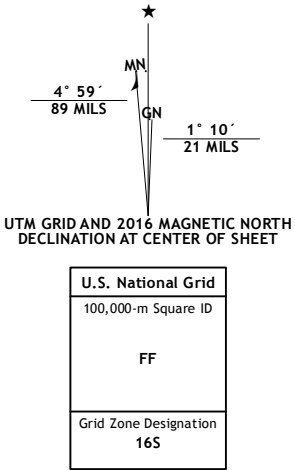 ★
MN
4° 59´
89 MILS
GN
1° 10´
21 MILS
UTM GRID AND 2016 MAGNETIC NORTH
DECLINATION AT CENTER OF SHEET
U.S. National Grid
100,000-m Square ID
FF
Grid Zone Designation
16S